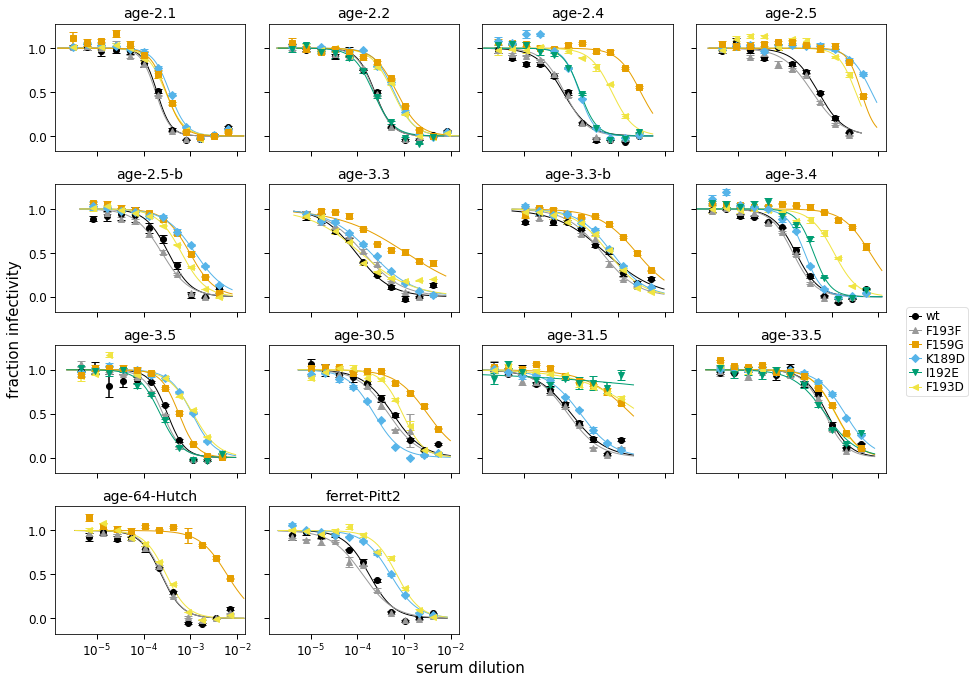 age-2.1 age-2.2 age-2.4 age-2.5
1.0
0.5
0.0
age-2.5-b age-3.3 age-3.3-b age-3.4
1.0
0.5
0.0
fraction infectivity
wt
F193F
F159G
K189D
I192E
F193D
age-3.5 age-30.5 age-31.5 age-33.5
1.0
0.5
0.0
age-64-Hutch ferret-Pitt2
1.0
0.5
0.0
10⁻⁵ 10⁻⁴ 10⁻³ 10⁻² 10⁻⁵ 10⁻⁴ 10⁻³ 10⁻²
serum dilution